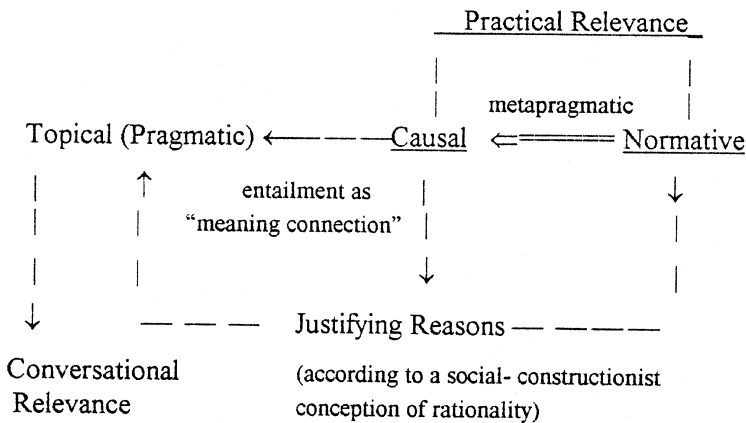 Practical Relevance
metapragmatic
Topical (Pragmatic) Causal Normative
entailment as
“meaning connection”
Justifying Reasons
Conversational
Relevance
(according to a social- constructionist
conception of rationality)